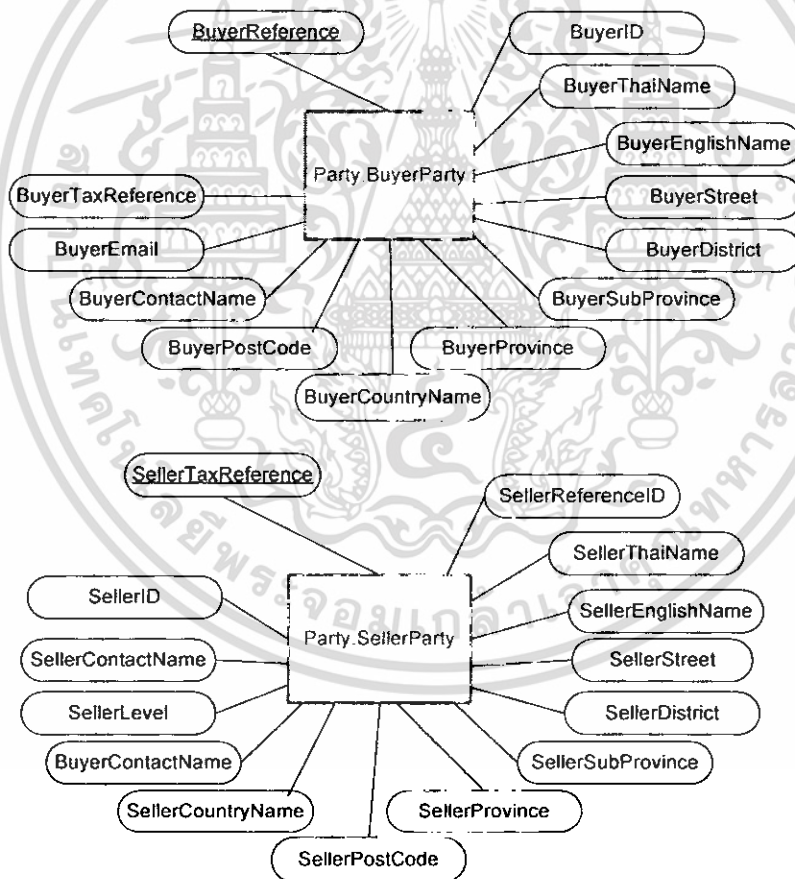 BuyerReference
BuyerID
BuyerThaiName
BuyerEnglishName
Party.BuyerParty
BuyerTaxReference
BuyerStreet
BuyerEmail
BuyerDistrict
BuyerContactName
BuyerSubProvince
BuyerPostCode
BuyerProvince
BuyerCountryName
SellerTaxReference
SellerReferenceID
SellerThaiName
SellerID
SellerEnglishName
Party.SellerParty
SellerContactName
SellerStreet
SellerLevel
SellerDistrict
BuyerContactName
SellerSubProvince
SellerCountryName
SellerProvince
SellerPostCode